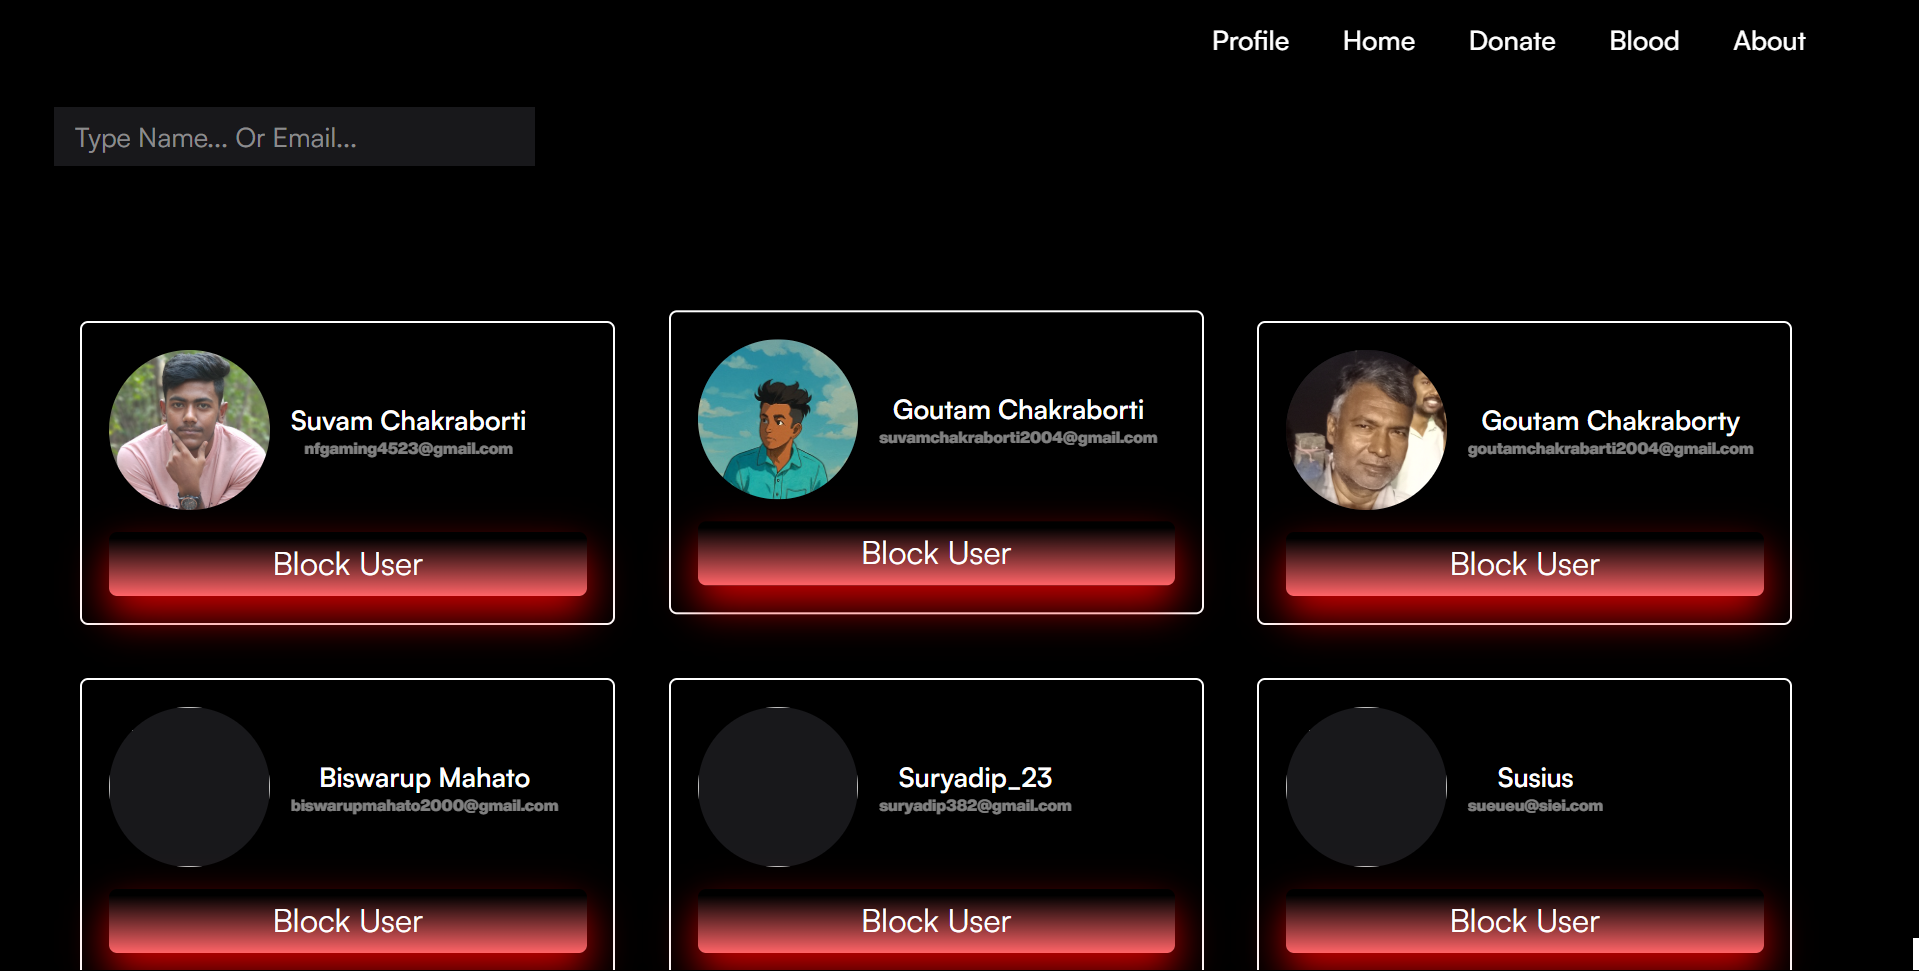 Profile Home Donate Blood About
Type Name... Or Email...
Suvam Chakraborti
nfgaming4523@gmail.com
Block User
Goutam Chakraborti
suvamchakraborti2004@gmail.com
Block User
Goutam Chakraborty
goutamchakrabarti2004@gmail.com
Block User
Biswarup Mahato
biswarupmahato2000@gmail.com
Block User
Suryadip_23
suryadip382@gmail.com
Block User
Susius
sueueu@siei.com
Block User